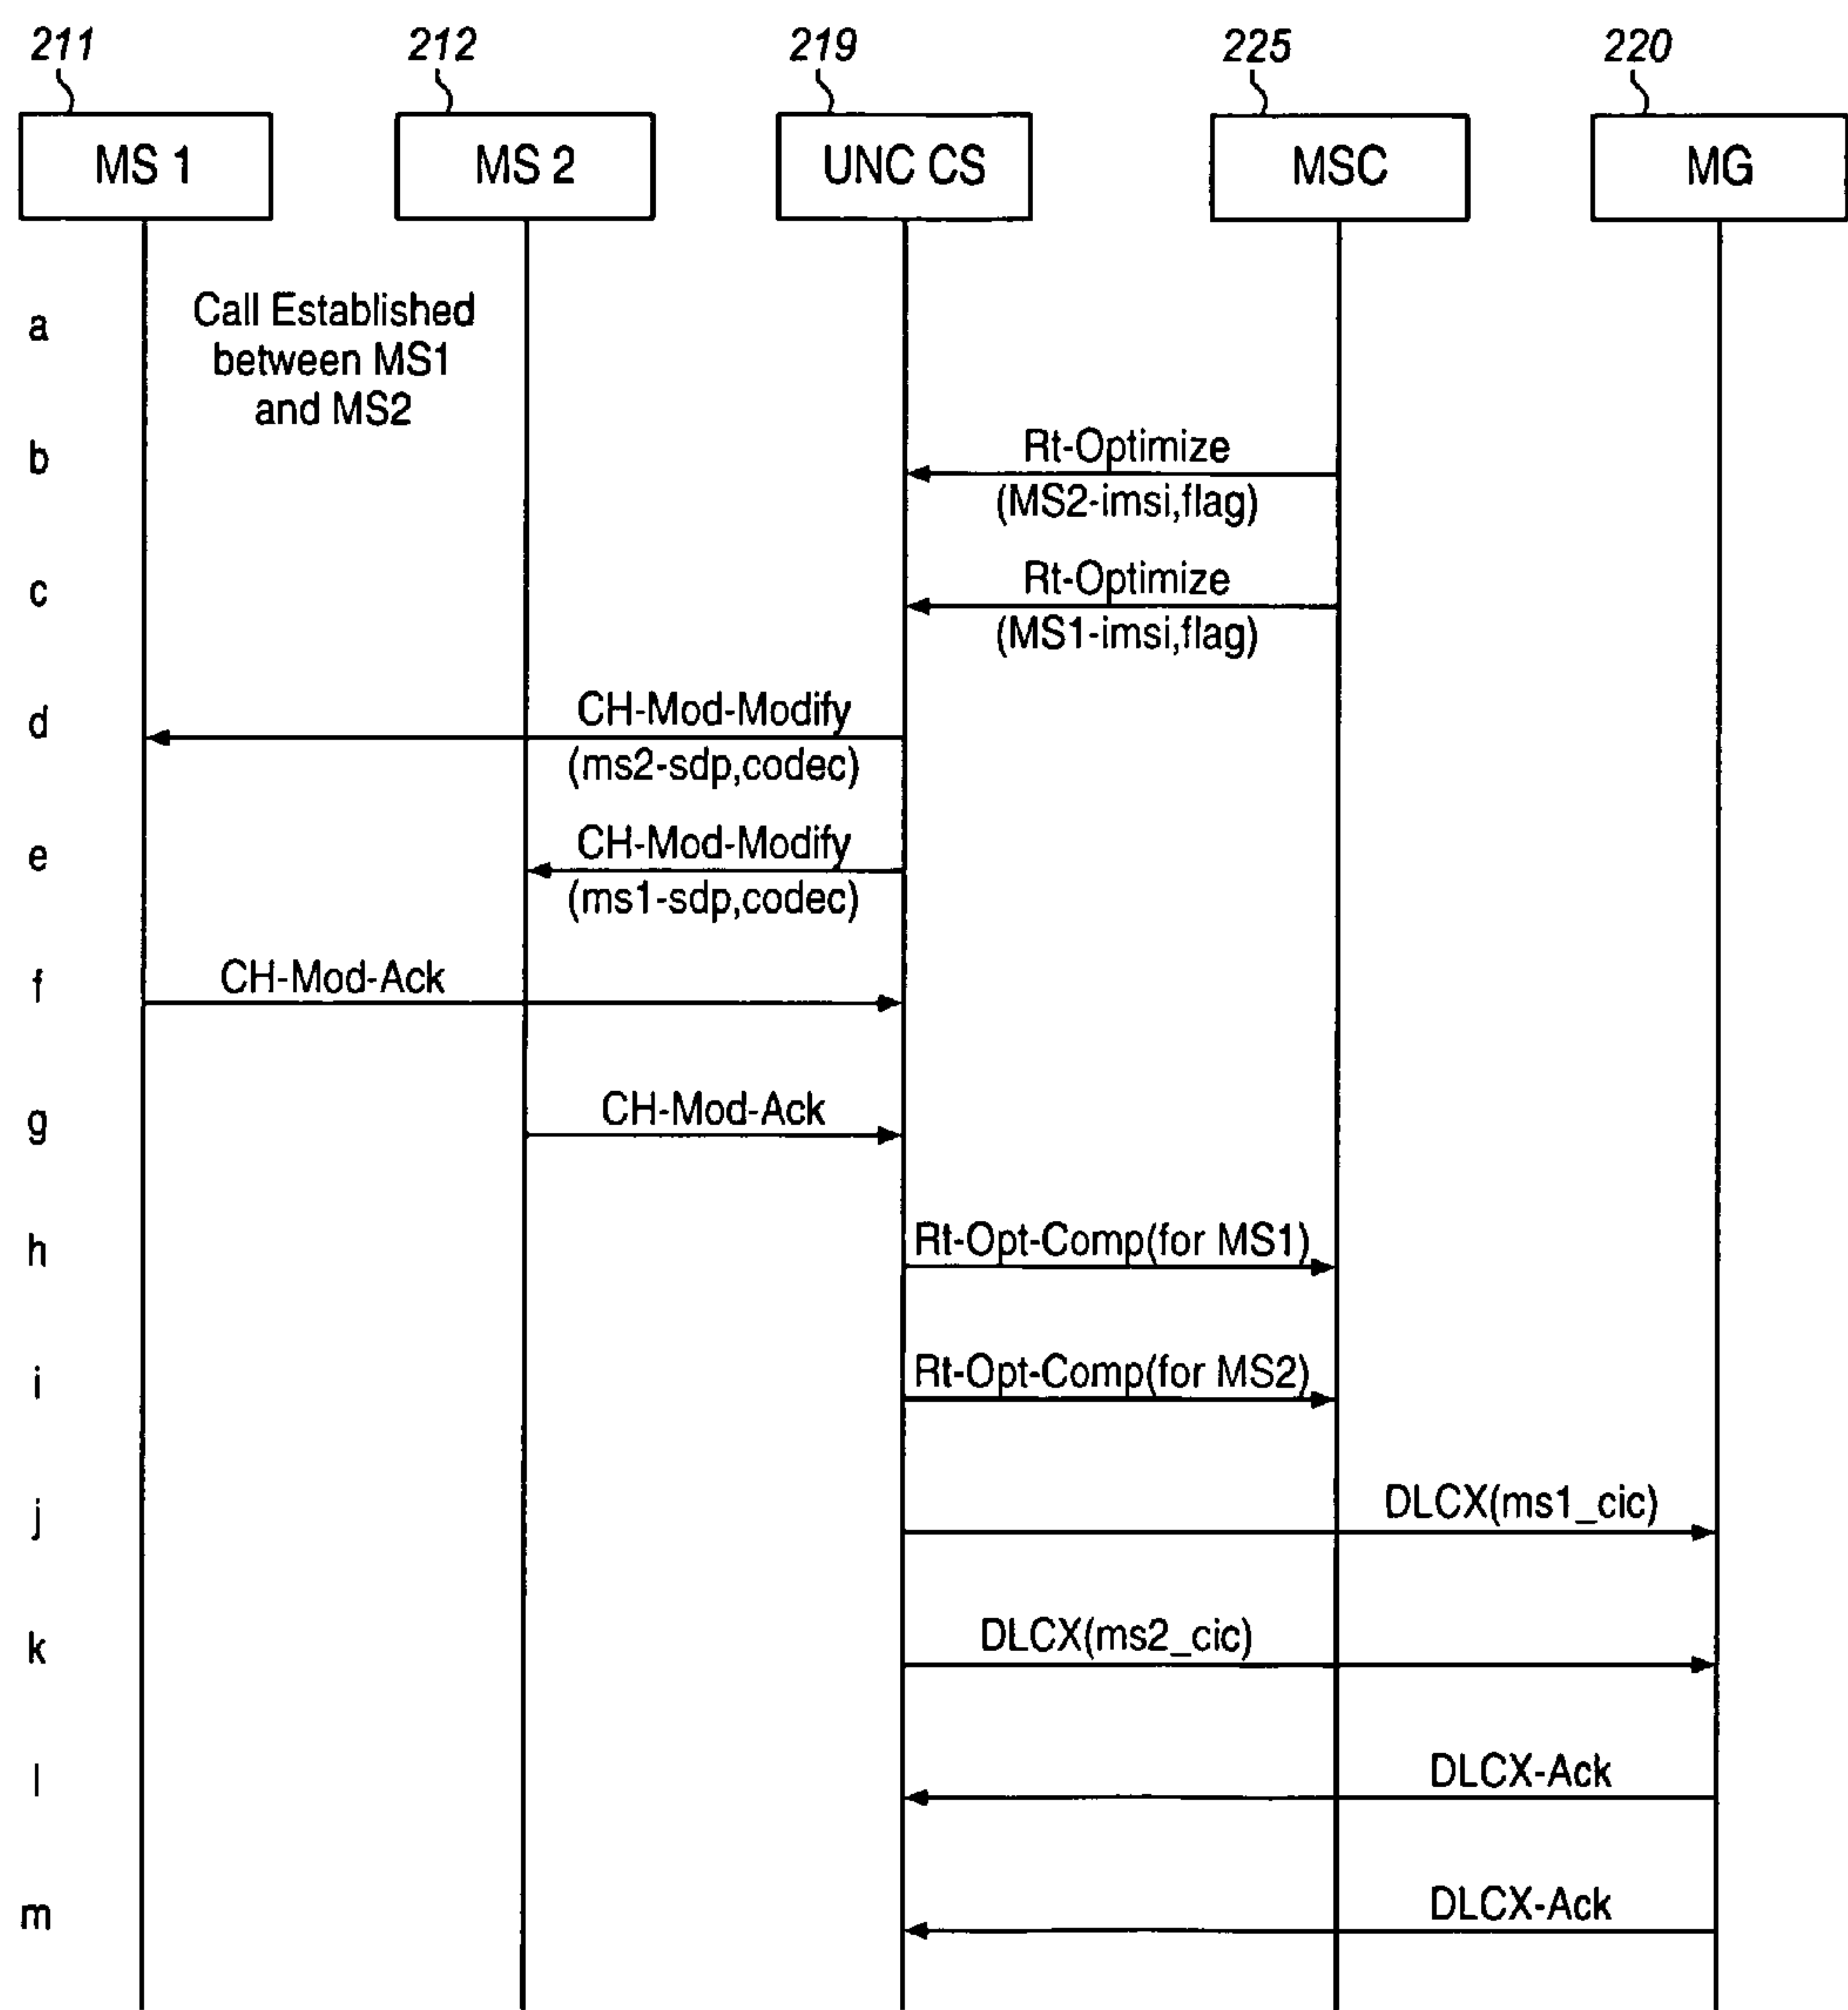 211 212 219 225 220
MS 1 MS 2 UNC CS MSC MG
a
Call Established
between MS1
and MS2
b
Rt-Optimize
(MS2-imsi,flag)
c
Rt-Optimize
(MS1-imsi,flag)
d
CH-Mod-Modify
(ms2-sdp,codec)
e
CH-Mod-Modify
(ms1-sdp,codec)
f
CH-Mod-Ack
g
CH-Mod-Ack
h
Rt-Opt-Comp(for MS1)
i
Rt-Opt-Comp(for MS2)
j
DLCX(ms1_cic)
k
DLCX(ms2_cic)
l
DLCX-Ack
m
DLCX-Ack